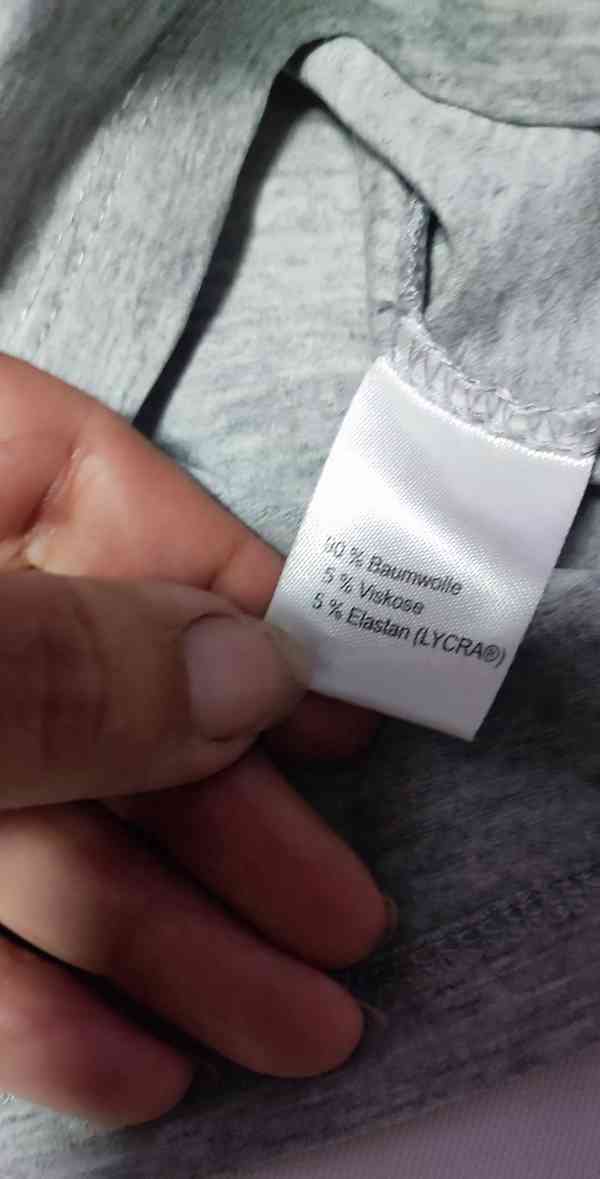 90 % Baumwolle
5 % Viskose
5 % Elastan (LYCRA®)